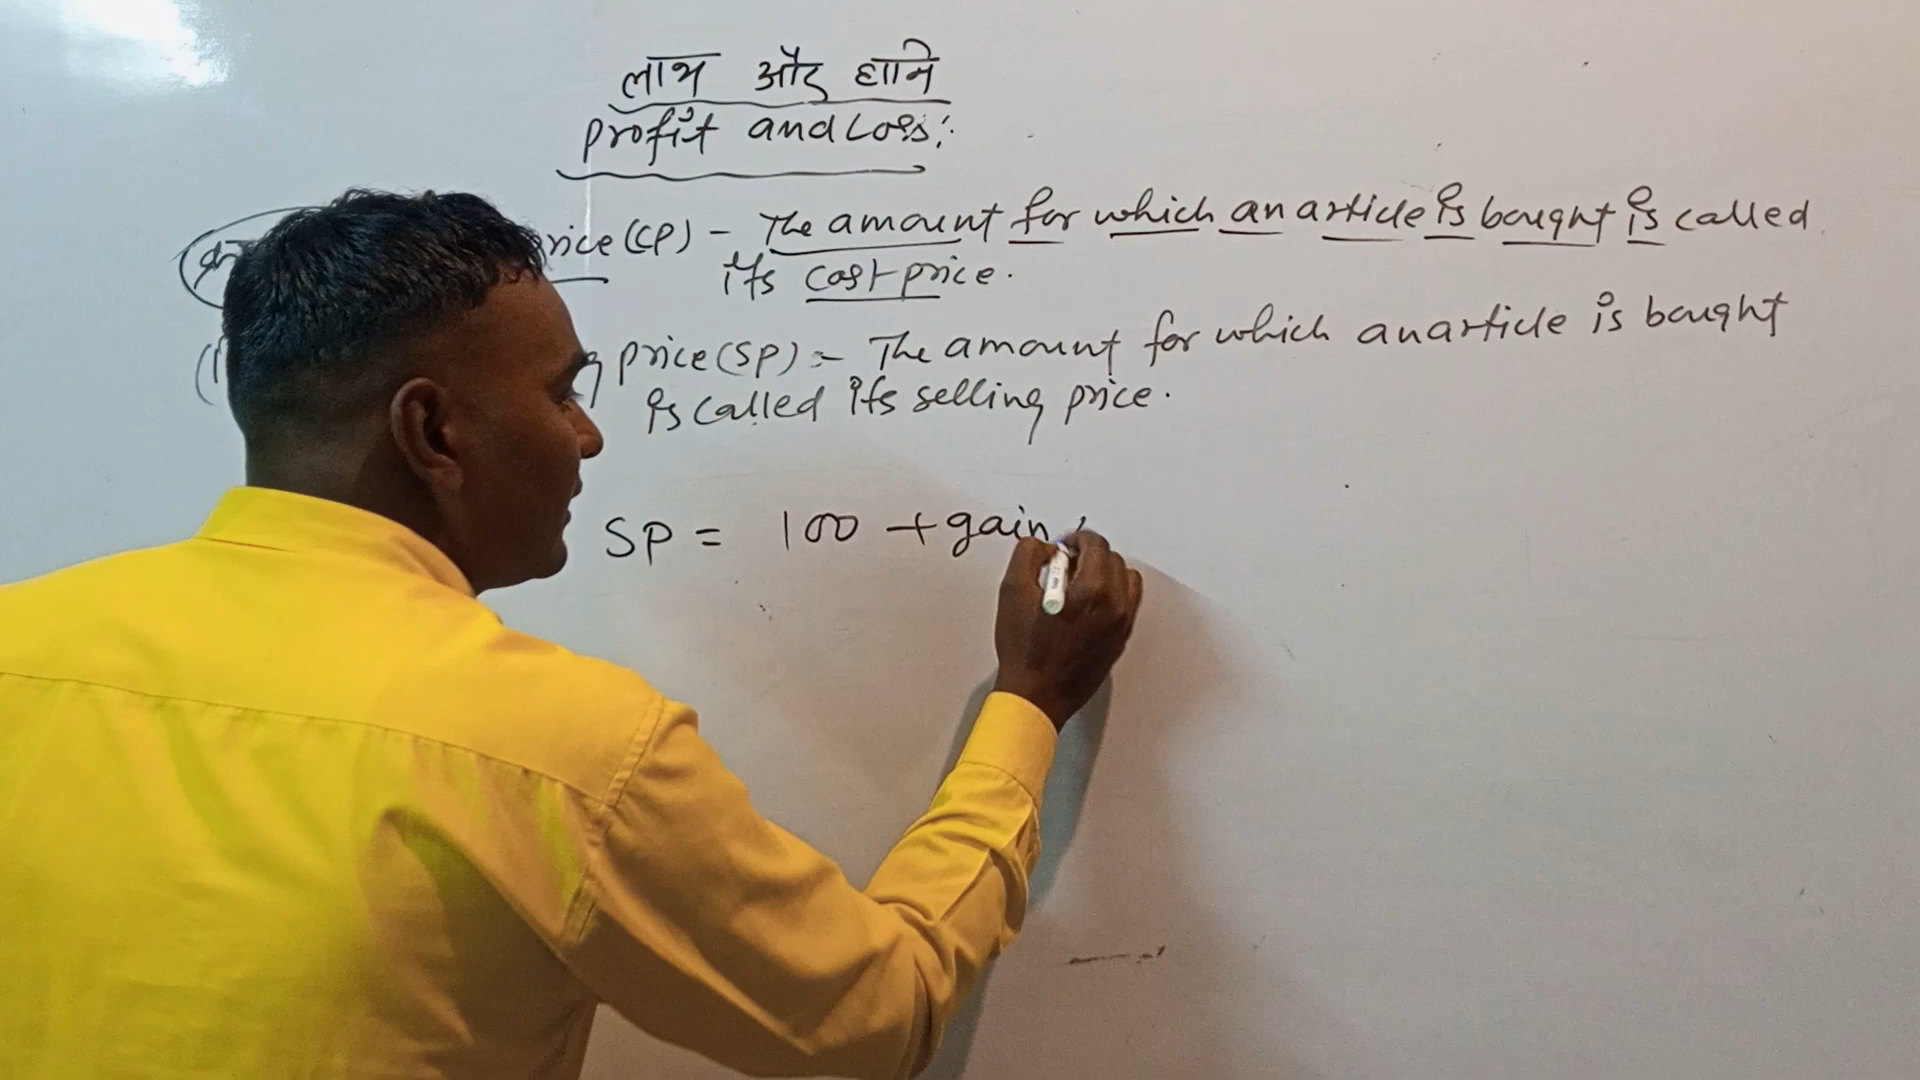 लाभ और हानि
Profit and Loss:
price (CP) - The amount for which an article is bought is called
its cost price.
price (SP) :- The amount for which an article is bought
is called its selling price.
SP = 100 + gain